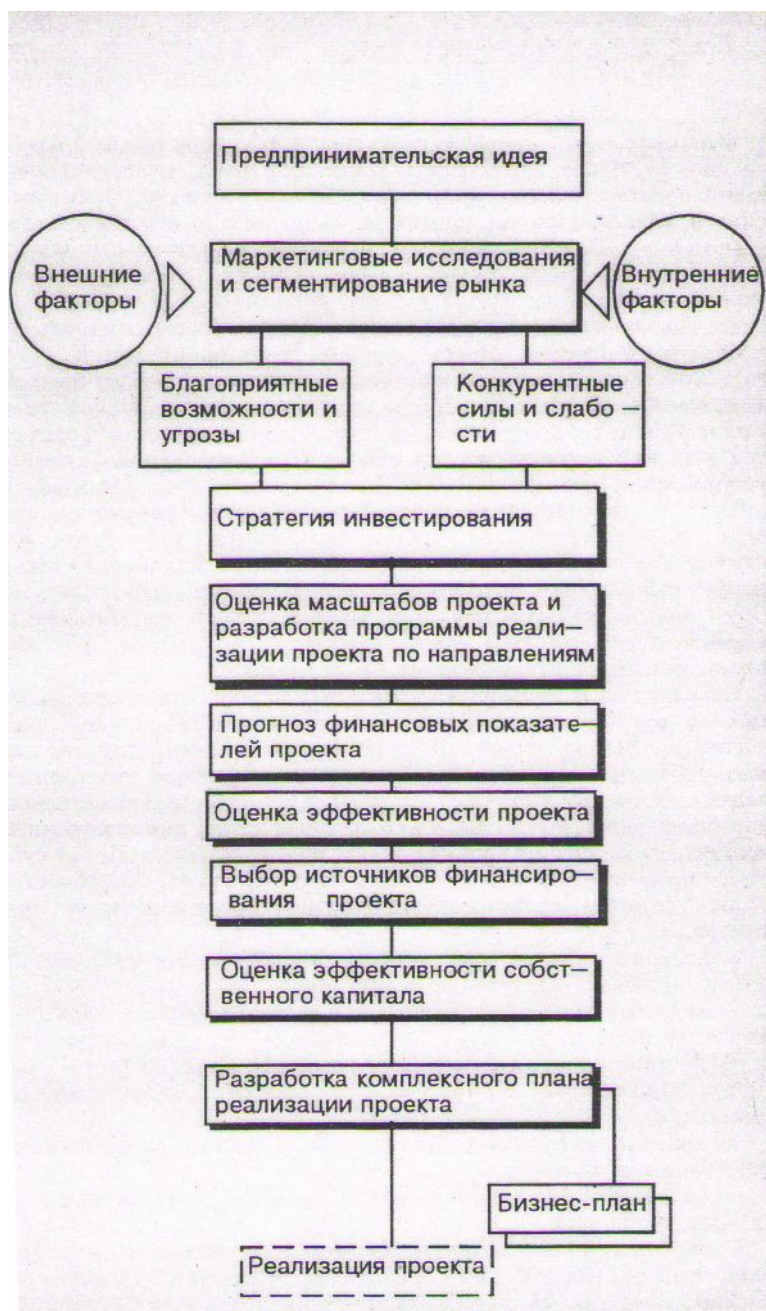 Предпринимательская идея
Внешние
факторы
Маркетинговые исследования
и сегментирование рынка
Внутренние
факторы
Благоприятные
возможности и
угрозы
Конкурентные
силы и слабо–
сти
Стратегия инвестирования
Оценка масштабов проекта и
разработка программы реали–
зации проекта по направлениям
Прогноз финансовых показате–
лей проекта
Оценка эффективности проекта
Выбор источников финансиро–
вания проекта
Оценка эффективности собст–
венного капитала
Разработка комплексного плана
реализации проекта
Бизнес-план
Реализация проекта